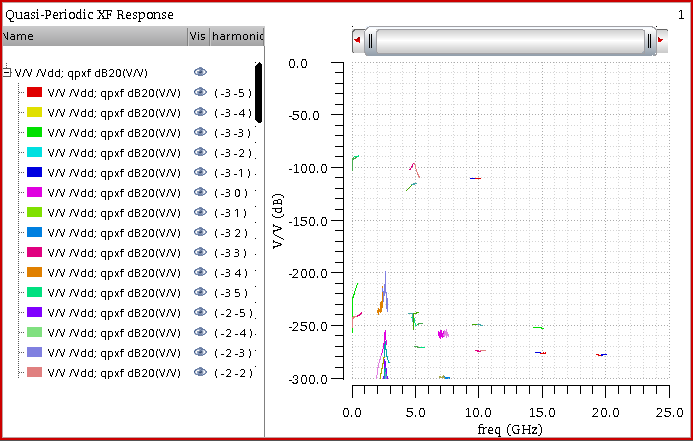 Quasi-Periodic XF Response
1
Name Vis harmonic
V/V /Vdd; qpxf dB20(V/V)
V/V /Vdd; qpxf dB20(V/V) (-3 -5)
V/V /Vdd; qpxf dB20(V/V) (-3 -4)
V/V /Vdd; qpxf dB20(V/V) (-3 -3)
V/V /Vdd; qpxf dB20(V/V) (-3 -2)
V/V /Vdd; qpxf dB20(V/V) (-3 -1)
V/V /Vdd; qpxf dB20(V/V) (-3 0)
V/V /Vdd; qpxf dB20(V/V) (-3 1)
V/V /Vdd; qpxf dB20(V/V) (-3 2)
V/V /Vdd; qpxf dB20(V/V) (-3 3)
V/V /Vdd; qpxf dB20(V/V) (-3 4)
V/V /Vdd; qpxf dB20(V/V) (-3 5)
V/V /Vdd; qpxf dB20(V/V) (-2 -5)
V/V /Vdd; qpxf dB20(V/V) (-2 -4)
V/V /Vdd; qpxf dB20(V/V) (-2 -3)
V/V /Vdd; qpxf dB20(V/V) (-2 -2)
V/V (dB)
0.0
-50.0
-100.0
-150.0
-200.0
-250.0
-300.0
0.0 5.0 10.0 15.0 20.0 25.0
freq (GHz)